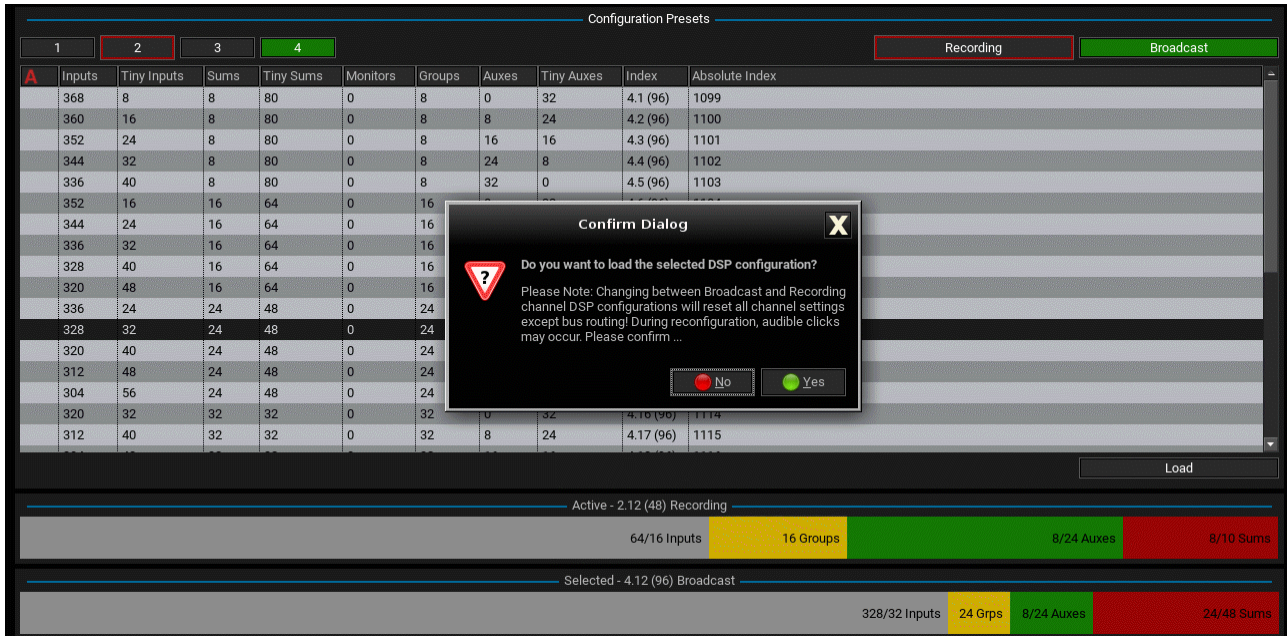 Configuration Presets
1 2 3 4 Recording Broadcast
A Inputs Tiny Inputs Sums Tiny Sums Monitors Groups Auxes Tiny Auxes Index Absolute Index
368 8 8 80 0 8 0 32 4.1 (96) 1099
360 16 8 80 0 8 8 24 4.2 (96) 1100
352 24 8 80 0 8 16 16 4.3 (96) 1101
344 32 8 80 0 8 24 8 4.4 (96) 1102
336 40 8 80 0 8 32 0 4.5 (96) 1103
352 16 16 64 0 16
344 24 16 64 0 16
336 32 16 64 0 16
328 40 16 64 0 16
320 48 16 64 0 16
336 24 24 48 0 24
328 32 24 48 0 24
320 40 24 48 0 24
312 48 24 48 0 24
304 56 24 48 0 24
320 32 32 32 0 32 0 32 4.16 (96) 1114
312 40 32 32 0 32 8 24 4.17 (96) 1115
Confirm Dialog
X
?
Do you want to load the selected DSP configuration?
Please Note: Changing between Broadcast and Recording
channel DSP configurations will reset all channel settings
except bus routing! During reconfiguration, audible clicks
may occur. Please confirm ...
No Yes
Load
Active - 2.12 (48) Recording
64/16 Inputs 16 Groups 8/24 Auxes 8/10 Sums
Selected - 4.12 (96) Broadcast
328/32 Inputs 24 Grps 8/24 Auxes 24/48 Sums